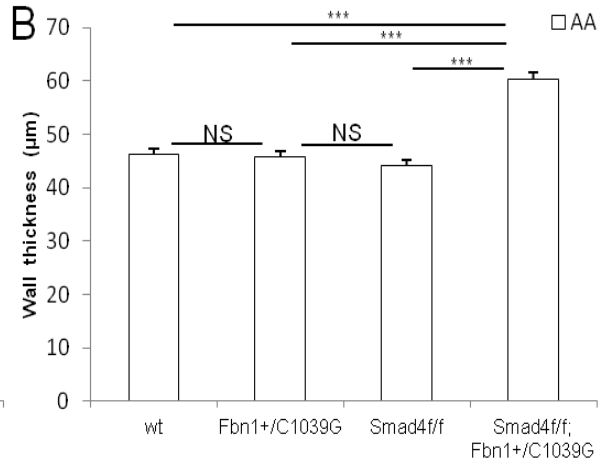 B
70
60
50
40
30
20
10
0
Wall thickness (µm)
***
***
***
NS
NS
AA
wt
Fbn1+/C1039G
Smad4f/f
Smad4f/f;
Fbn1+/C1039G